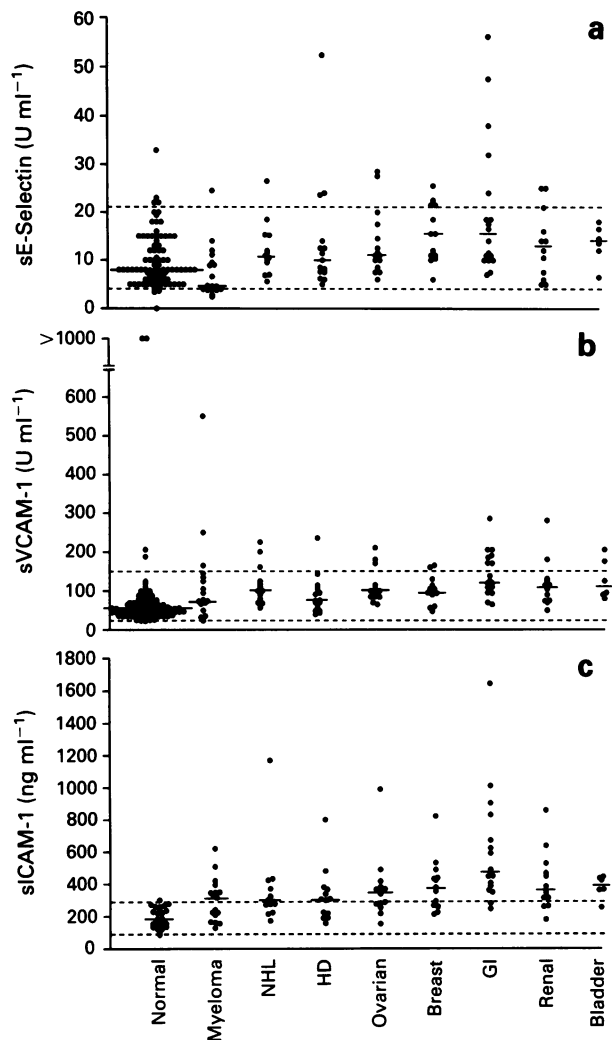 a
sE-Selectin (U ml⁻¹)
60
50
40
30
20
10
0
b
sVCAM-1 (U ml⁻¹)
>1000
600
500
400
300
200
100
0
c
sICAM-1 (ng ml⁻¹)
1800
1600
1400
1200
1000
800
600
400
200
0
Normal
Myeloma
NHL
HD
Ovarian
Breast
GI
Renal
Bladder